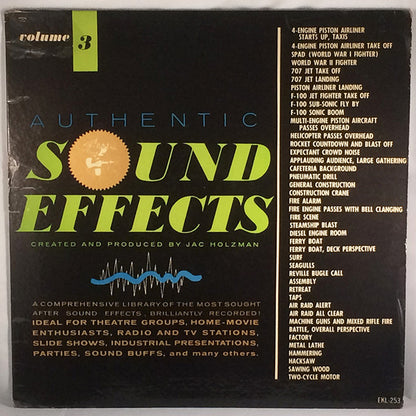 volume 3
AUTHENTIC
SOUND
EFFECTS
CREATED AND PRODUCED BY JAC HOLZMAN
A COMPREHENSIVE LIBRARY OF THE MOST SOUGHT
AFTER SOUND EFFECTS, BRILLIANTLY RECORDED!
IDEAL FOR THEATRE GROUPS, HOME-MOVIE
ENTHUSIASTS, RADIO AND TV STATIONS,
SLIDE SHOWS, INDUSTRIAL PRESENTATIONS,
PARTIES, SOUND BUFFS, and many others.
4-ENGINE PISTON AIRLINER
STARTS UP, TAXIS
4-ENGINE PISTON AIRLINER TAKE OFF
SPAD (WORLD WAR I FIGHTER)
WORLD WAR II FIGHTER
707 JET TAKE OFF
707 JET LANDING
PISTON AIRLINER LANDING
F-100 JET FIGHTER TAKE OFF
F-100 SUB-SONIC FLY BY
F-100 SONIC BOOM
MULTI-ENGINE PISTON AIRCRAFT
PASSES OVERHEAD
HELICOPTER PASSES OVERHEAD
ROCKET COUNTDOWN AND BLAST OFF
EXPECTANT CROWD NOISE
APPLAUDING AUDIENCE, LARGE GATHERING
CAFETERIA BACKGROUND
PNEUMATIC DRILL
GENERAL CONSTRUCTION
CONSTRUCTION CRANE
FIRE ALARM
FIRE ENGINE PASSES WITH BELL CLANGING
FIRE SCENE
STEAMSHIP BLAST
DIESEL ENGINE ROOM
FERRY BOAT
FERRY BOAT, DECK PERSPECTIVE
SURF
SEAGULLS
REVILLE BUGLE CALL
ASSEMBLY
RETREAT
TAPS
AIR RAID ALERT
AIR RAID ALL CLEAR
MACHINE GUNS AND MIXED RIFLE FIRE
BATTLE, OVERALL PERSPECTIVE
FACTORY
METAL LATHE
HAMMERING
HACKSAW
SAWING WOOD
TWO-CYCLE MOTOR
EKL-253